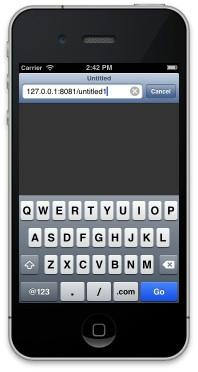 Carrier 2:42 PM
Untitled
127.0.0.1:8081/untitled1 Cancel
Q W E R T Y U I O P
A S D F G H J K L
Z X C V B N M
@123 . / .com Go